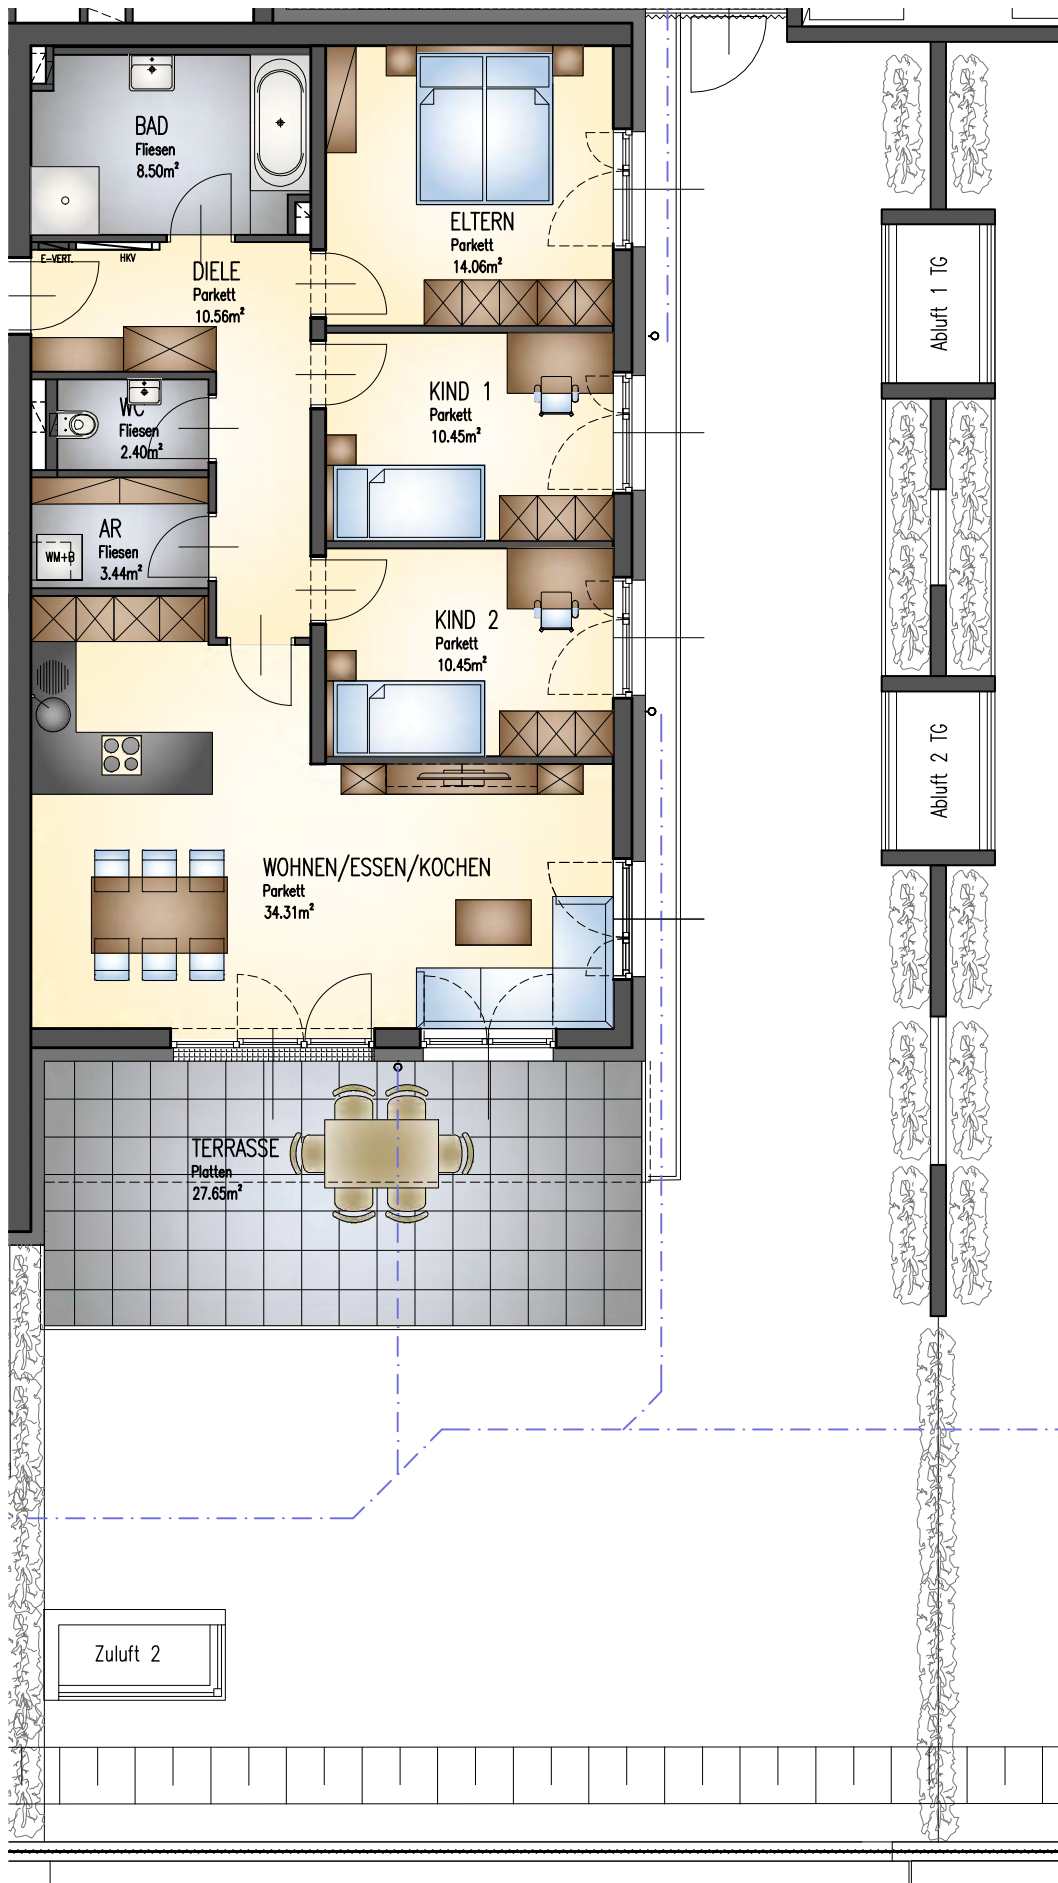 BAD
Fliesen
8.50m²
ELTERN
Parkett
14.06m²
E-VERT.
HKV
DIELE
Parkett
10.56m²
Abluft 1 TG
KIND 1
Parkett
10.45m²
WC
Fliesen
2.40m²
AR
Fliesen
3.44m²
WM+B
KIND 2
Parkett
10.45m²
Abluft 2 TG
WOHNEN/ESSEN/KOCHEN
Parkett
34.31m²
TERRASSE
Platten
27.65m²
Zuluft 2